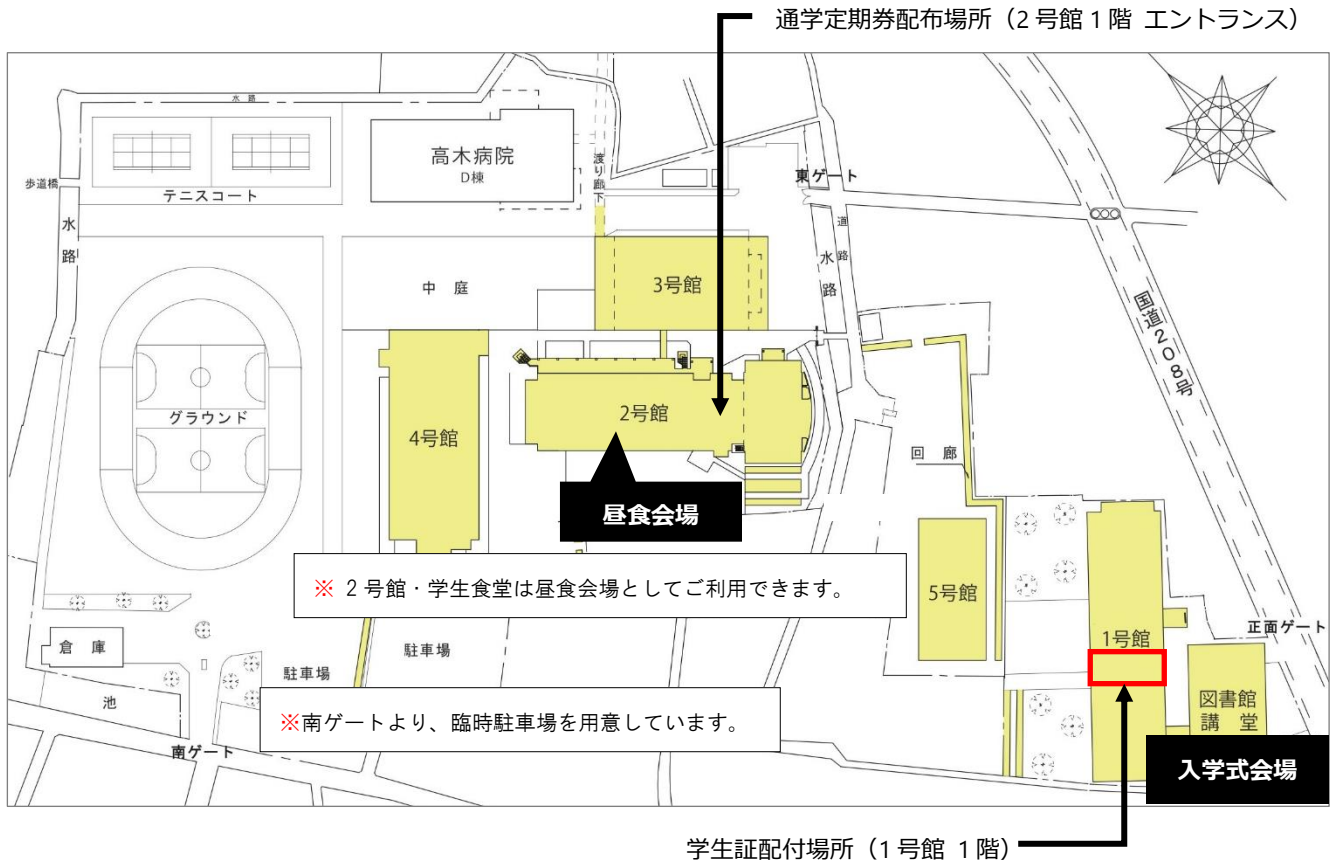 通学定期券配布場所（2号館1階 エントランス）
水路
高木病院
D棟
渡り廊下
東ゲート
歩道橋
テニスコート
水路
道路
水路
中庭
3号館
国道208号
グラウンド
4号館
2号館
回廊
昼食会場
※ 2号館・学生食堂は昼食会場としてご利用できます。
5号館
1号館
正面ゲート
倉庫
駐車場
駐車場
池
※南ゲートより、臨時駐車場を用意しています。
図書館
講堂
南ゲート
入学式会場
学生証配付場所（1号館 1階）